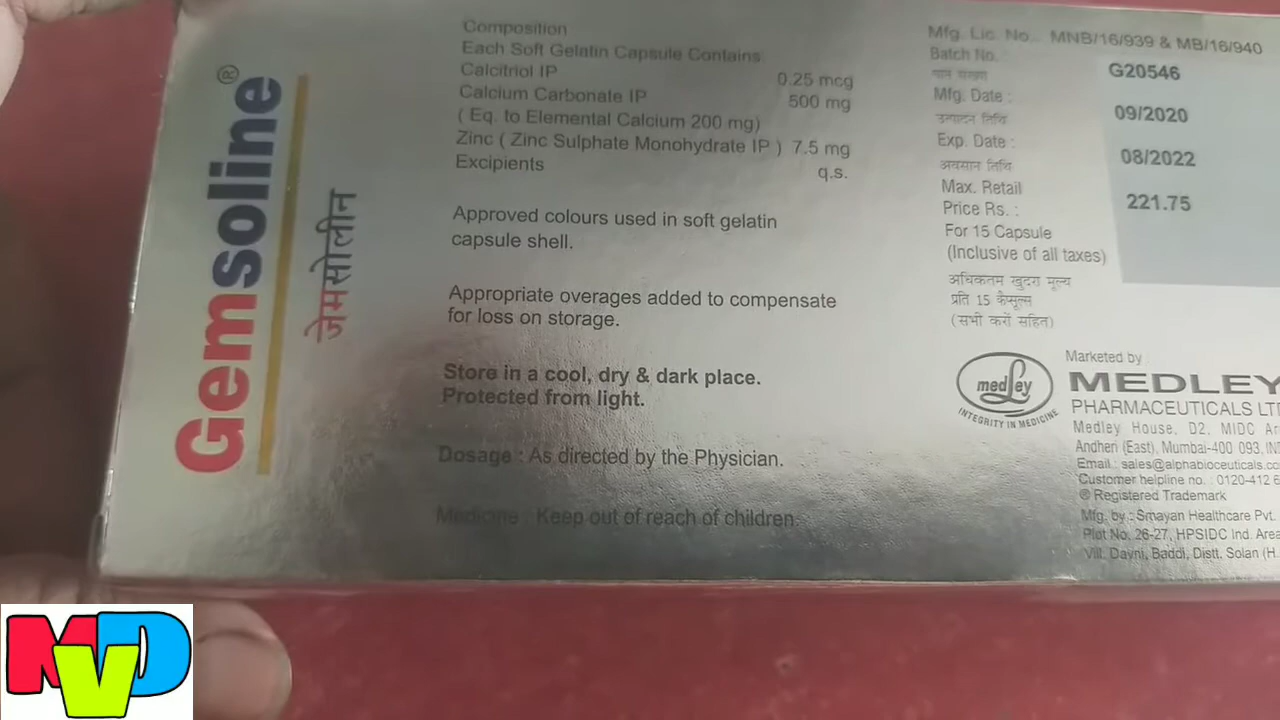 Gemsoline®
जेमसोलीन
Composition
Each Soft Gelatin Capsule Contains
Calcitriol IP 0.25 mcg
Calcium Carbonate IP 500 mg
( Eq. to Elemental Calcium 200 mg)
Zinc ( Zinc Sulphate Monohydrate IP ) 7.5 mg
Excipients q.s.
Approved colours used in soft gelatin
capsule shell.
Appropriate overages added to compensate
for loss on storage.
Store in a cool, dry & dark place.
Protected from light.
Dosage : As directed by the Physician.
Medicine : Keep out of reach of children.
Mfg. Lic. No.. MNB/16/939 & MB/16/940
Batch No. : G20546
Mfg. Date : 09/2020
उत्पादन तिथि
Exp. Date : 08/2022
अवसान तिथि
Max. Retail
Price Rs. : 221.75
For 15 Capsule
(Inclusive of all taxes)
अधिकतम खुदरा मूल्य
प्रति 15 कैप्सूल्स
(सभी करों सहित)
medley
INTEGRITY IN MEDICINE
Marketed by
MEDLEY
PHARMACEUTICALS LT
Medley House, D2, MIDC
Andheri (East), Mumbai-400 093,
Email : sales@alphabioceuticals.co
Customer helpline no. : 0120-412 6
® Registered Trademark
Mfg. by : Smayan Healthcare Pvt.
Plot No. 26-27, HPSIDC Ind. Area
Vill. Davni, Baddi, Distt. Solan (H.
MVD